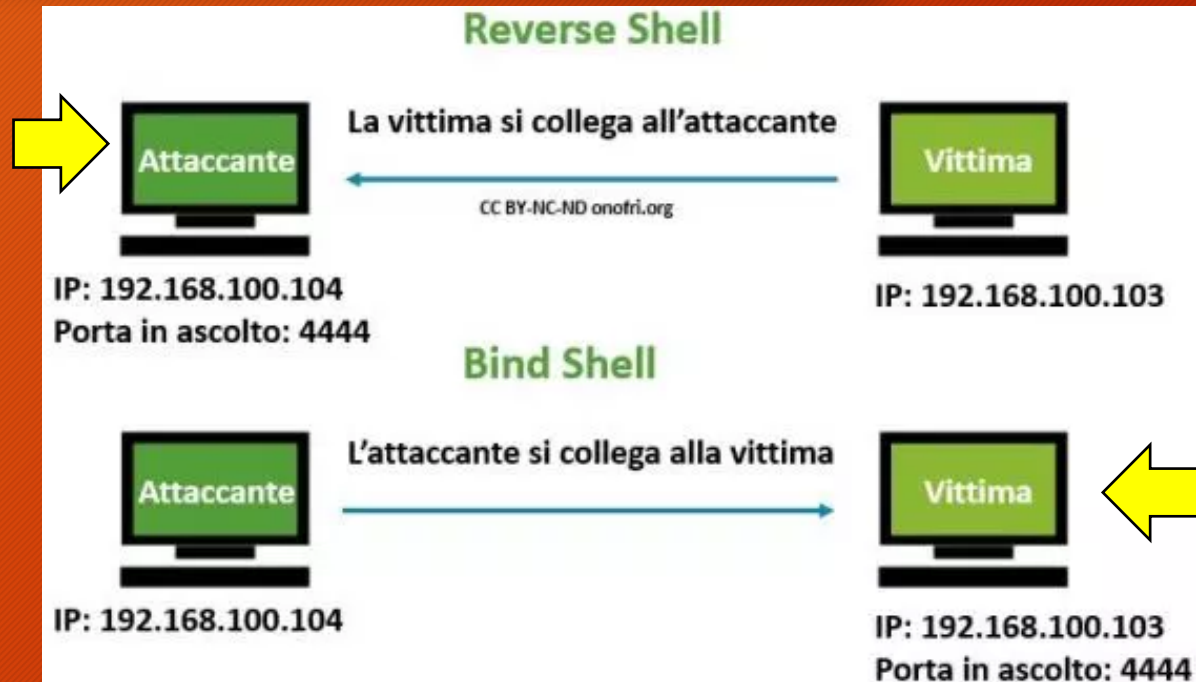 Reverse Shell
La vittima si collega all'attaccante
Attaccante
Vittima
CC BY-NC-ND onofri.org
IP: 192.168.100.104
Porta in ascolto: 4444
IP: 192.168.100.103
Bind Shell
L'attaccante si collega alla vittima
Attaccante
Vittima
IP: 192.168.100.104
IP: 192.168.100.103
Porta in ascolto: 4444